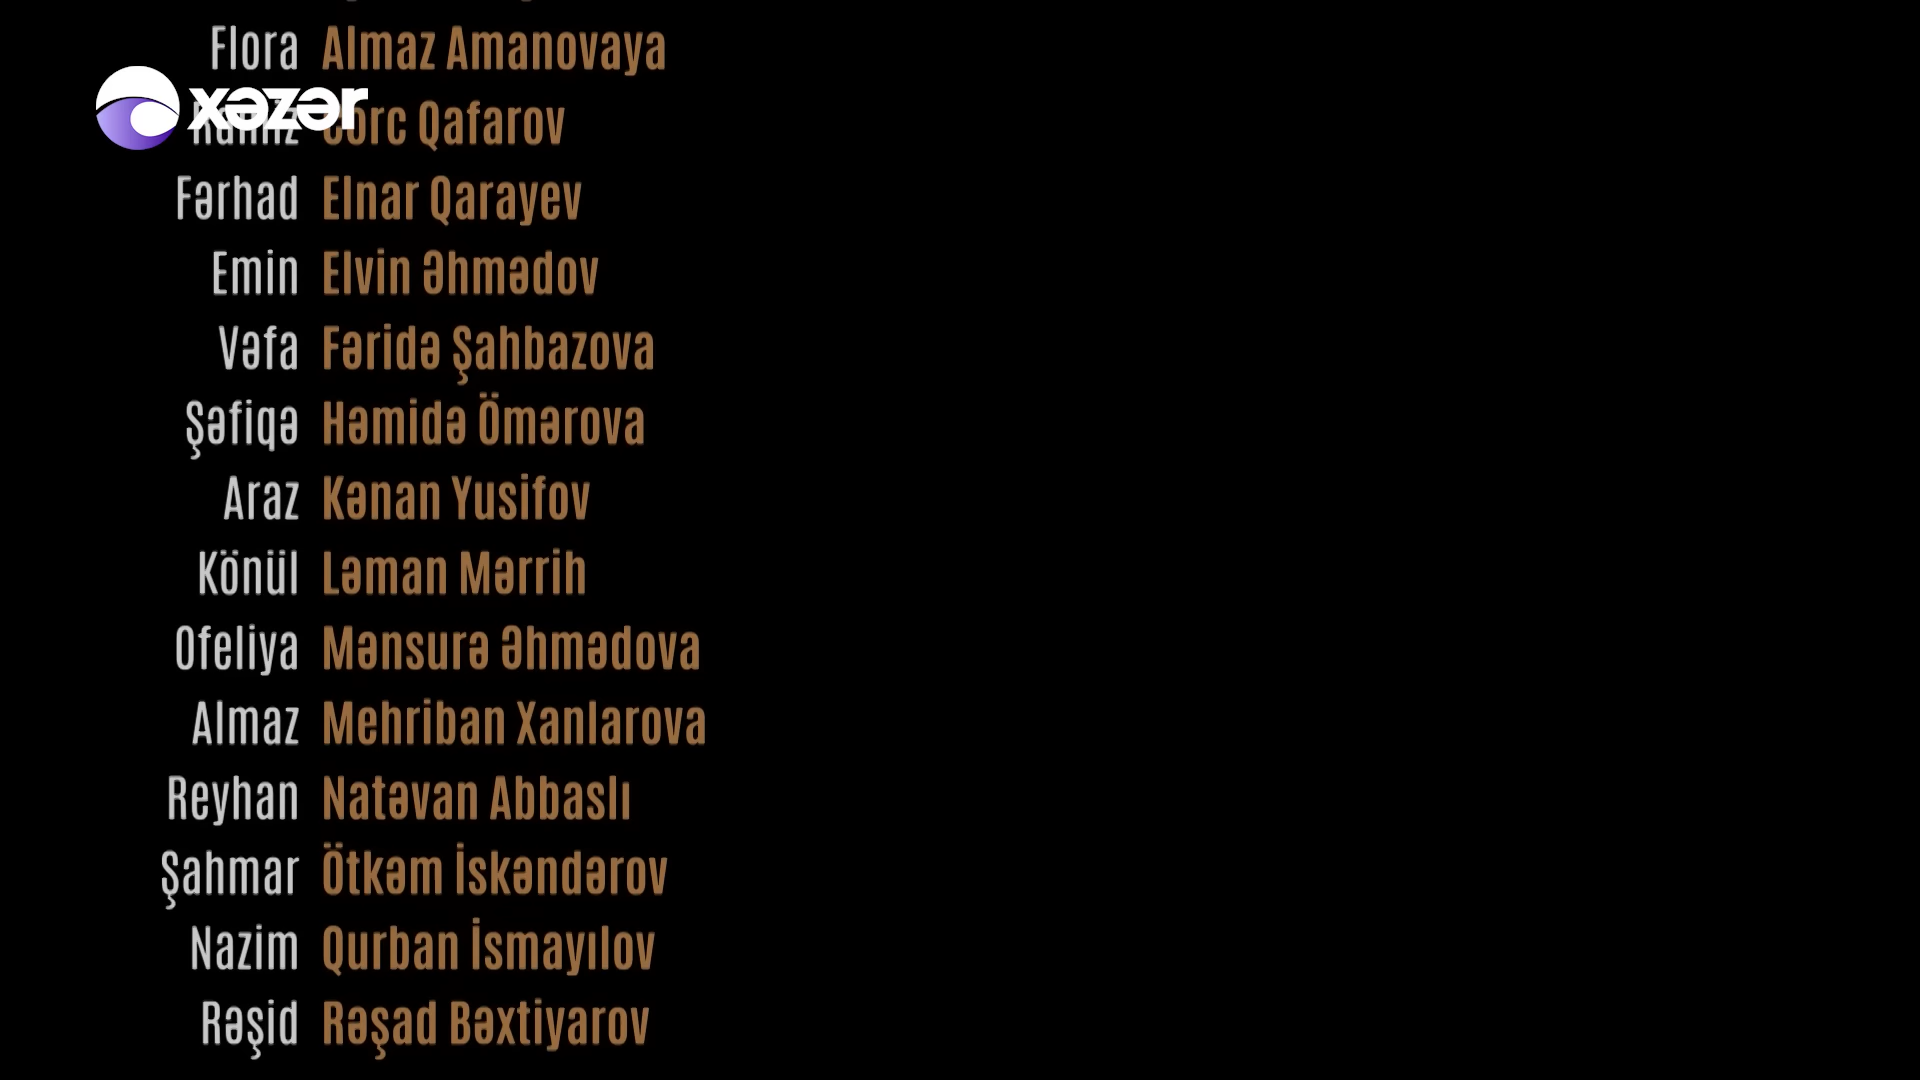 Flora Almaz Amanovaya
xəzər
Qafarov
Fərhad Elnar Qarayev
Emin Elvin Əhmədov
Vəfa Fəridə Şahbazova
Şəfiqə Həmidə Ömərova
Araz Kənan Yusifov
Könül Ləman Mərrih
Ofeliya Mənsurə Əhmədova
Almaz Mehriban Xanlarova
Reyhan Natəvan Abbaslı
Şahmar Ötkəm İskəndərov
Nazim Qurban İsmayılov
Rəşid Rəşad Bəxtiyarov